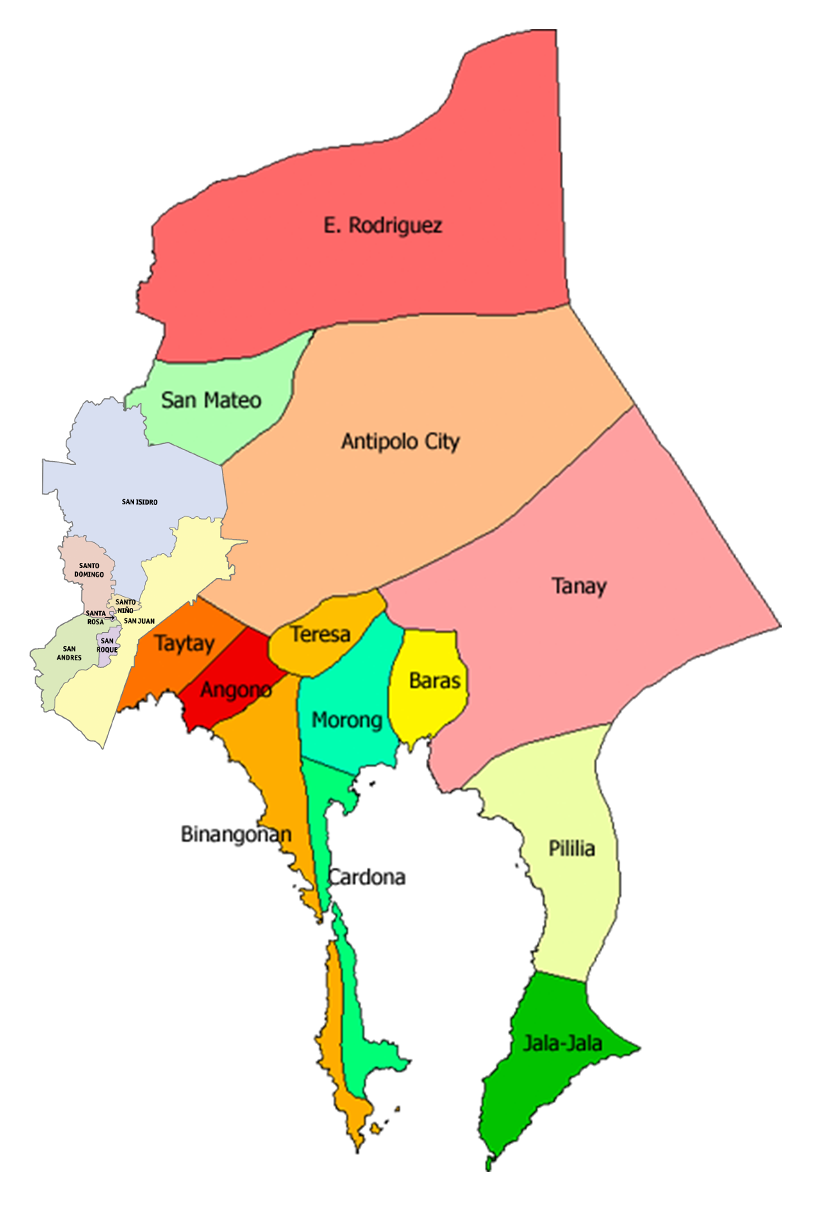 E. Rodriguez
San Mateo
Antipolo City
SAN ISIDRO
SANTO
DOMINGO
Tanay
SANTO
NIÑO
SANTA
ROSA
SAN JUAN
Teresa
Taytay
SAN
ROQUE
SAN
ANDRES
Baras
Angono
Morong
Binangonan
Pililia
Cardona
Jala-Jala